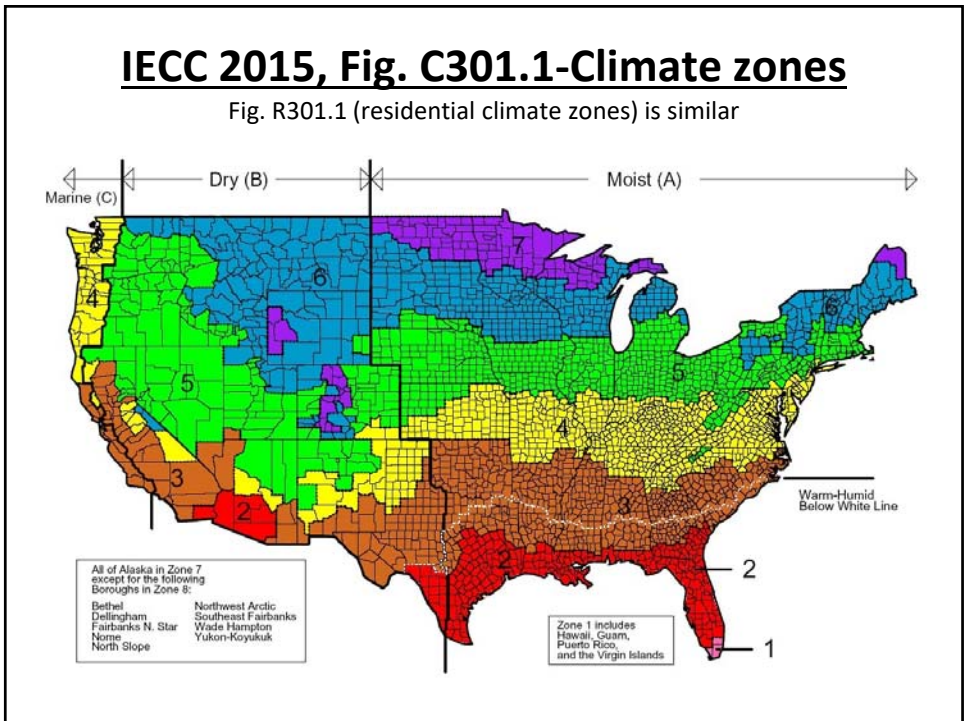 IECC 2015, Fig. C301.1-Climate zones
Fig. R301.1 (residential climate zones) is similar
Marine (C)
Dry (B)
Moist (A)
7
6
6
4
5
5
4
3
3
Warm-Humid
Below White Line
2
2
2
1
All of Alaska in Zone 7
except for the following
Boroughs in Zone 8:
Bethel
Dellingham
Fairbanks N. Star
Nome
North Slope
Northwest Arctic
Southeast Fairbanks
Wade Hampton
Yukon-Koyukuk
Zone 1 includes
Hawaii, Guam,
Puerto Rico,
and the Virgin Islands